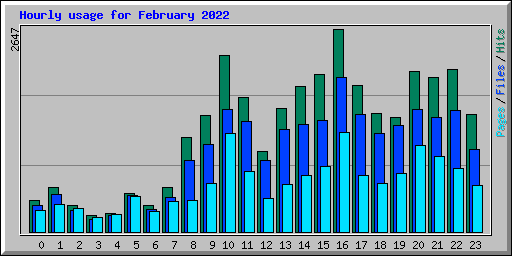 Hourly usage for February 2022
2647
0 1 2 3 4 5 6 7 8 9 10 11 12 13 14 15 16 17 18 19 20 21 22 23
Pages / Files / Hits